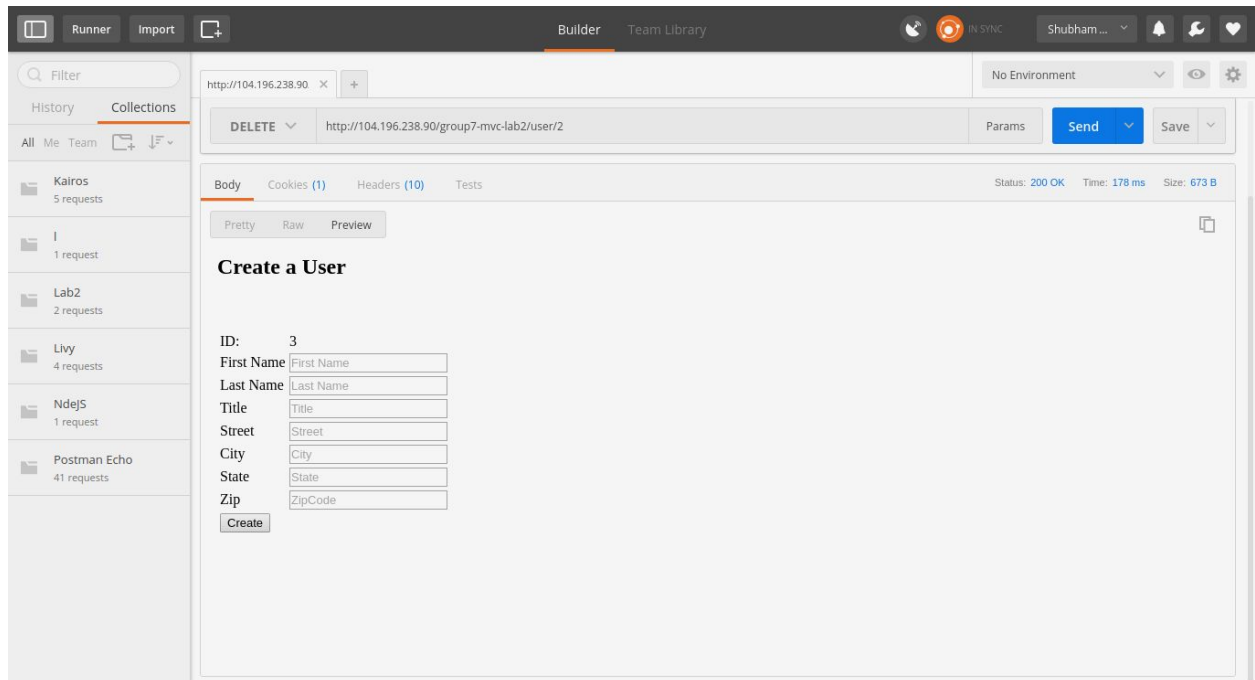 Runner Import Builder Team Library IN SYNC Shubham ...
Filter
History Collections
All Me Team
Kairos
5 requests
l
1 request
Lab2
2 requests
Livy
4 requests
NdeJS
1 request
Postman Echo
41 requests
http://104.196.238.90 × + No Environment
DELETE http://104.196.238.90/group7-mvc-lab2/user/2 Params Send Save
Body Cookies (1) Headers (10) Tests Status: 200 OK Time: 178 ms Size: 673 B
Pretty Raw Preview
Create a User
ID: 3
First Name First Name
Last Name Last Name
Title Title
Street Street
City City
State State
Zip ZipCode
Create